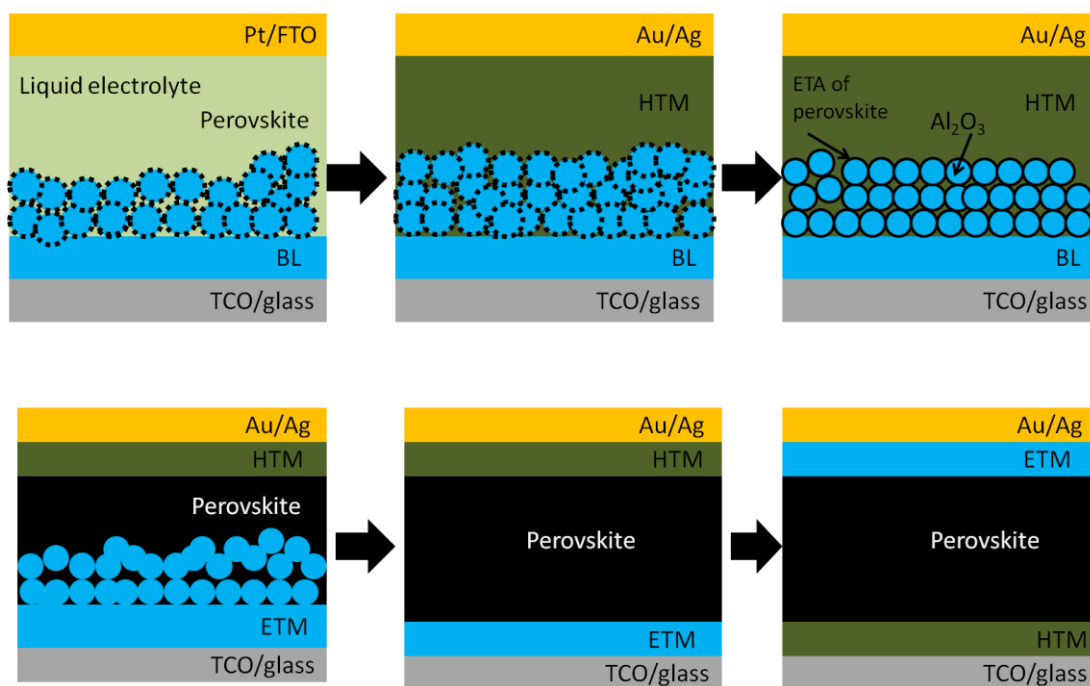 Pt/FTO
Liquid electrolyte
Perovskite
BL
TCO/glass
Au/Ag
HTM
BL
TCO/glass
Au/Ag
ETA of
perovskite
HTM
Al₂O₃
BL
TCO/glass
Au/Ag
HTM
Perovskite
ETM
TCO/glass
Au/Ag
HTM
Perovskite
ETM
TCO/glass
Au/Ag
ETM
Perovskite
HTM
TCO/glass